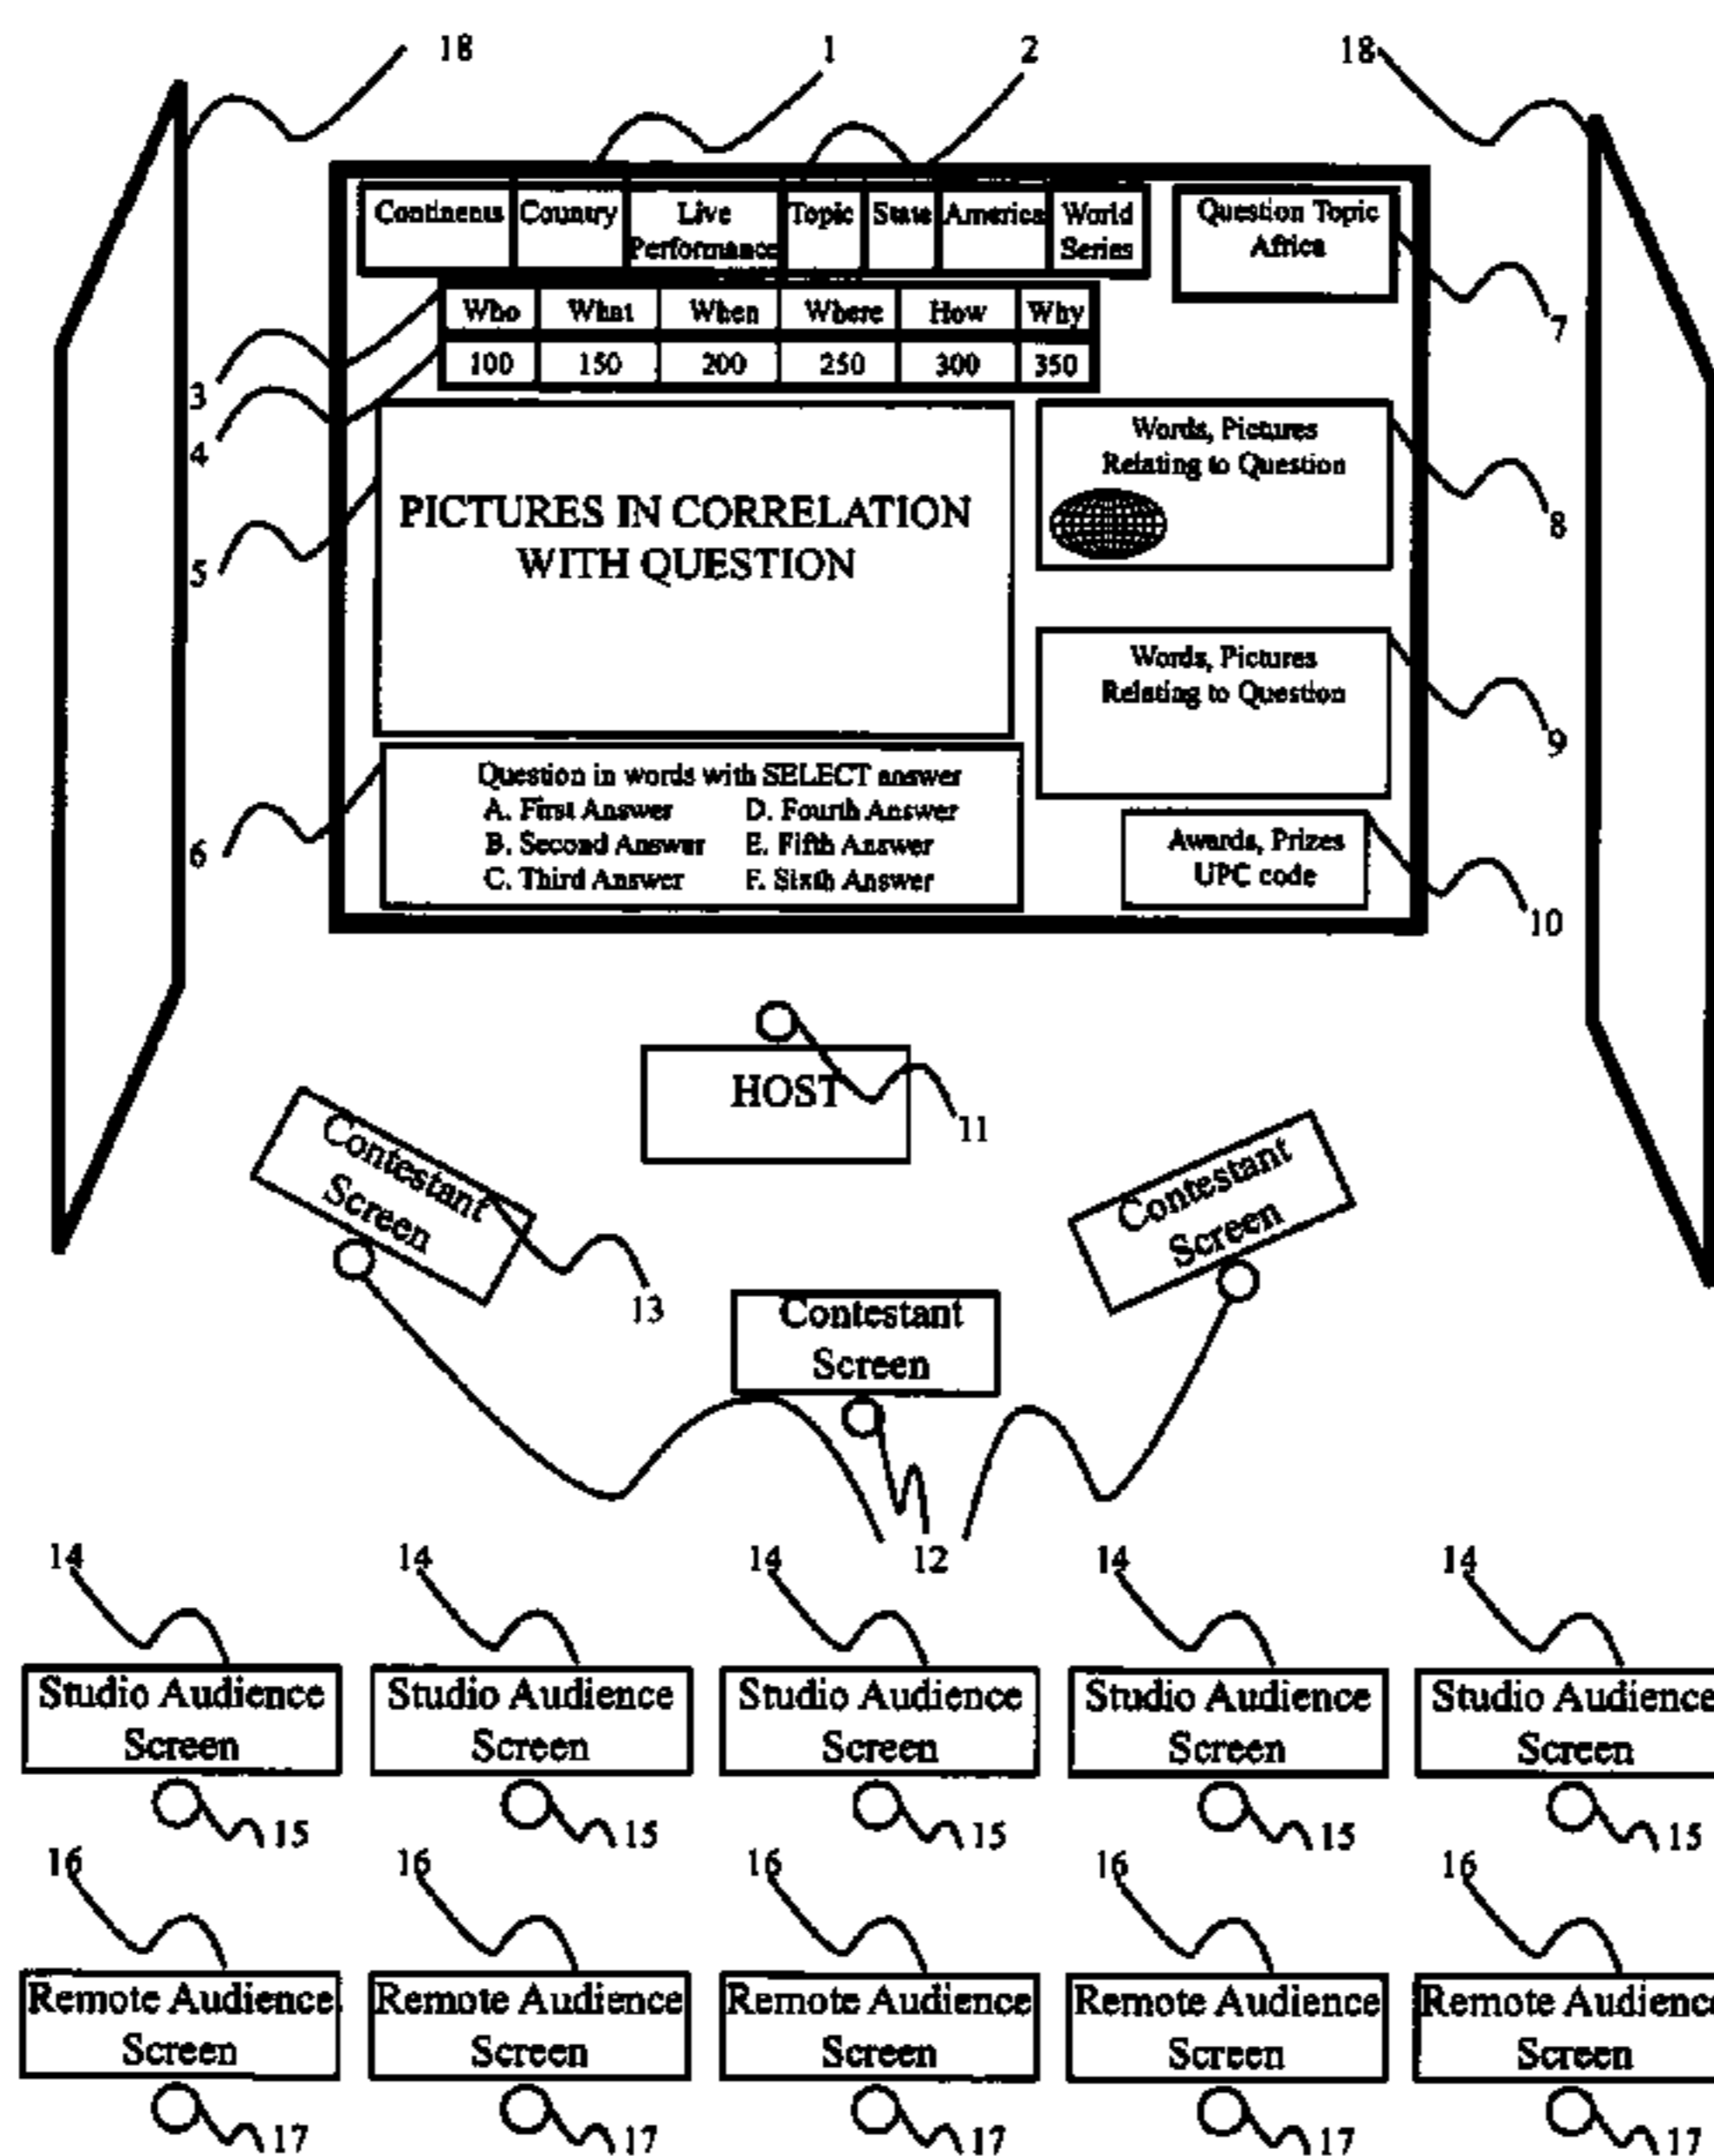 18 1 2 18
Continents Country Live Performance Topic State America World Series
Question Topic
Africa
Who What When Where How Why
7
100 150 200 250 300 350
3
4
Words, Pictures
Relating to Question
8
PICTURES IN CORRELATION
WITH QUESTION
5
Words, Pictures
Relating to Question
9
Question in words with SELECT answer
A. First Answer D. Fourth Answer
B. Second Answer E. Fifth Answer
C. Third Answer F. Sixth Answer
6
Awards, Prizes
UPC code
10
HOST
11
Contestant
Screen
Contestant
Screen
13
Contestant
Screen
12
14 14 14 14 14
Studio Audience Studio Audience Studio Audience Studio Audience Studio Audience
Screen Screen Screen Screen Screen
15 15 15 15 15
16 16 16 16 16
Remote Audience Remote Audience Remote Audience Remote Audience Remote Audience
Screen Screen Screen Screen Screen
17 17 17 17 17